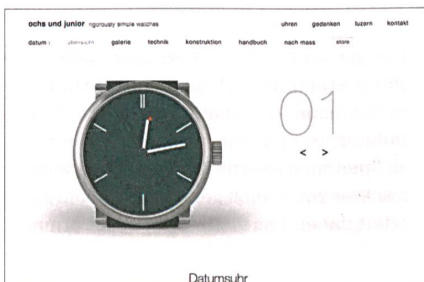 ochs und junior rigorously simple watches uhren gedanken luzern kontakt
datum : übersicht galerie technik konstruktion handbuch nach mass store
01
< >
Datumsuhr